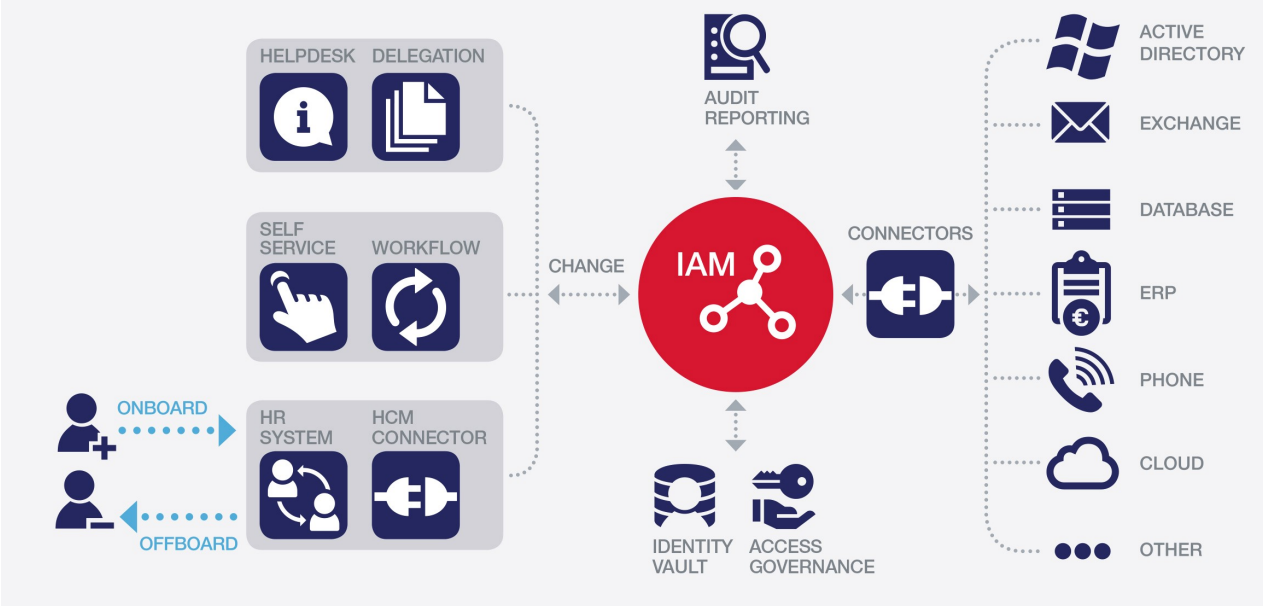 HELPDESK
DELEGATION
SELF
SERVICE
WORKFLOW
ONBOARD
OFFBOARD
HR
SYSTEM
HCM
CONNECTOR
CHANGE
AUDIT
REPORTING
IAM
IDENTITY
VAULT
ACCESS
GOVERNANCE
CONNECTORS
ACTIVE
DIRECTORY
EXCHANGE
DATABASE
ERP
€
PHONE
CLOUD
OTHER